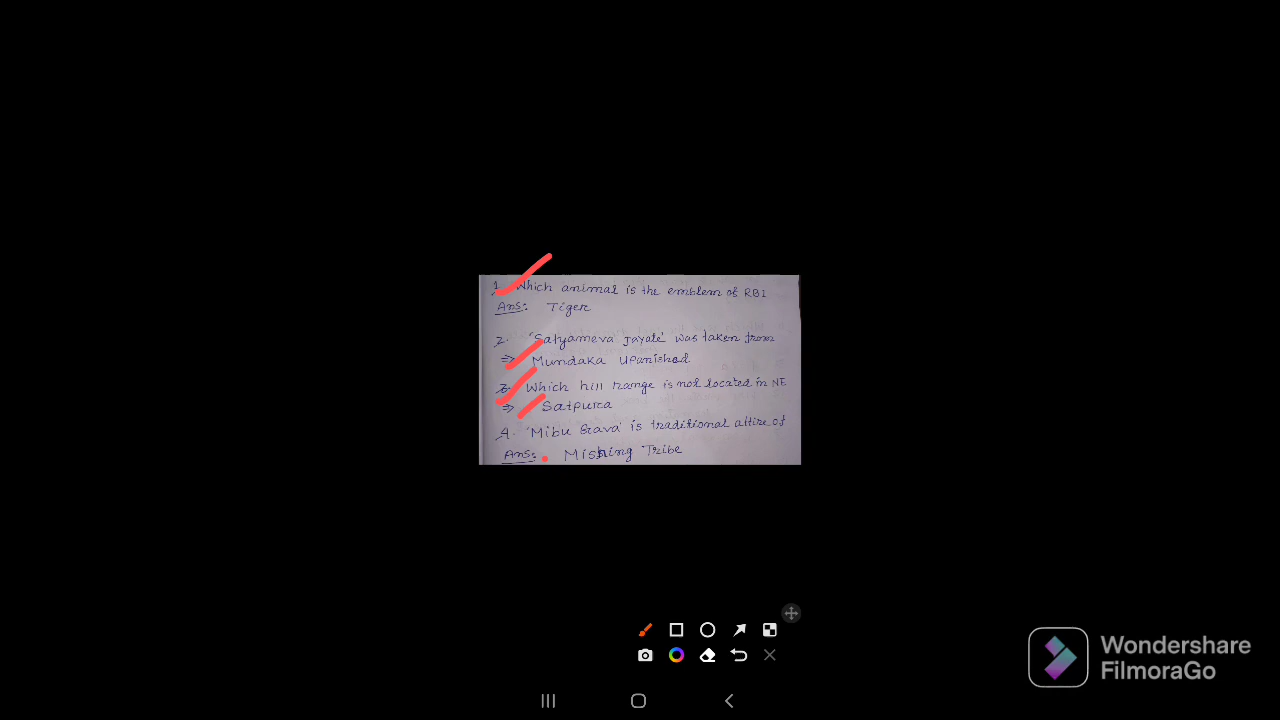 1. Which animal is the emblem of RBI
Ans: Tiger
2. 'Satyameva Jayate' was taken from
⇒ Mundaka Upanishad
3. Which hill range is not located in NE
⇒ Satpura
4. 'Mibu Grava' is traditional attire of
Ans: Mishing Tribe
Wondershare
FilmoraGo